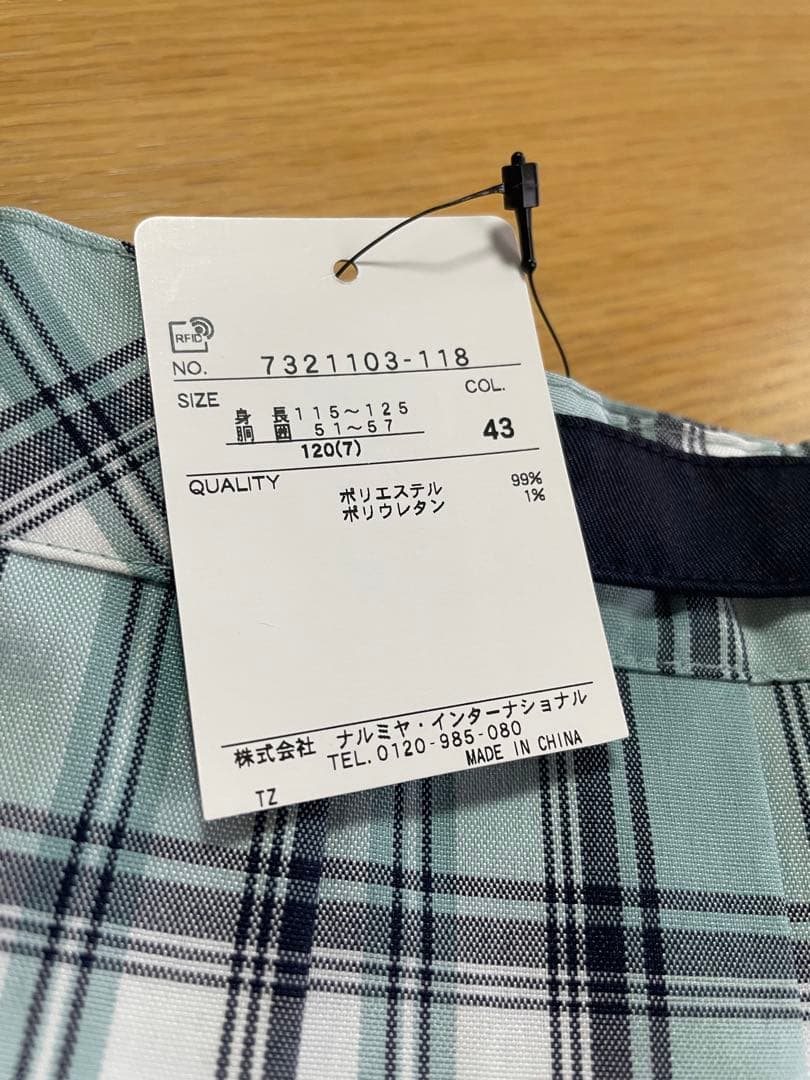 RFID
NO. 7321103-118
SIZE COL.
身 長 115～125
胴 囲 51～57
120(7) 43
QUALITY
ポリエステル 99%
ポリウレタン 1%
株式会社 ナルミヤ・インターナショナル
TEL.0120-985-080
MADE IN CHINA
TZ